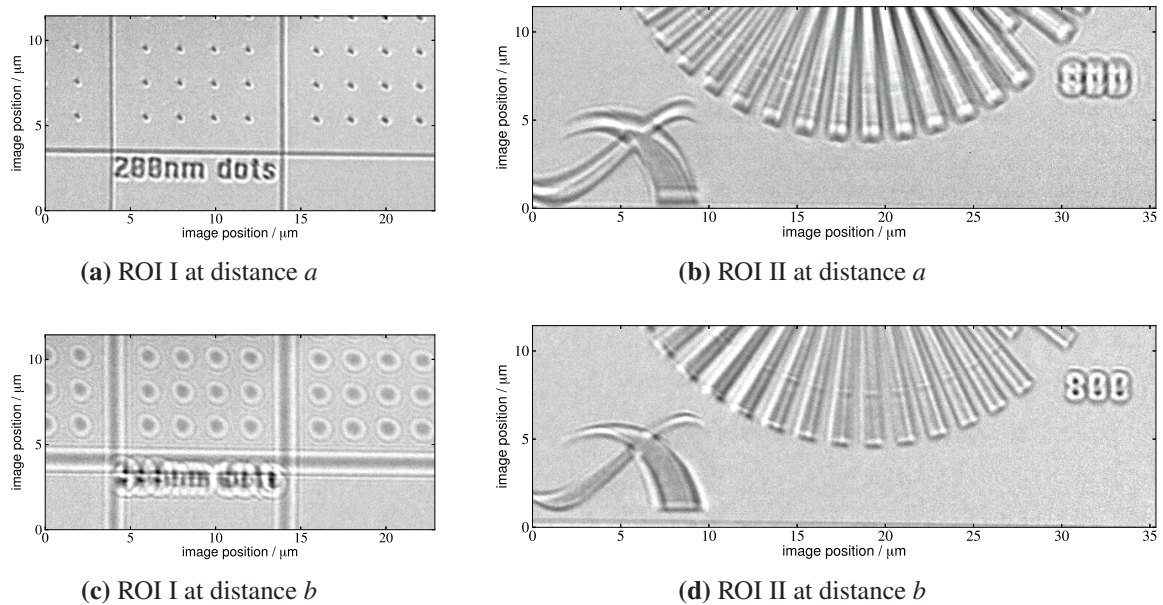 image position / μm
10
5
0
200nm dots
0 5 10 15 20
image position / μm
(a) ROI I at distance a
image position / μm
10
5
0
0 5 10 15 20 25 30 35
image position / μm
(b) ROI II at distance a
image position / μm
10
5
0
0 5 10 15 20
image position / μm
(c) ROI I at distance b
image position / μm
10
5
0
0 5 10 15 20 25 30 35
image position / μm
(d) ROI II at distance b